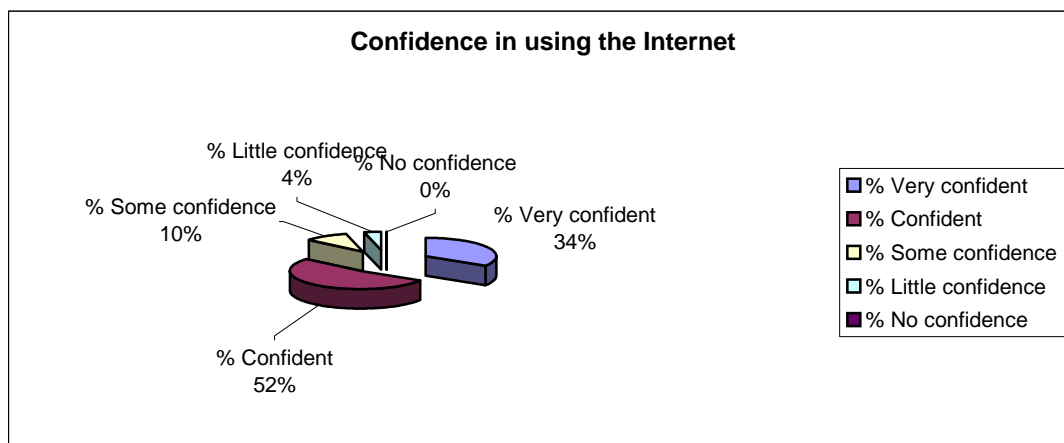 Confidence in using the Internet
% Little confidence
4%
% No confidence
0%
% Some confidence
10%
% Very confident
34%
% Confident
52%
% Very confident
% Confident
% Some confidence
% Little confidence
% No confidence